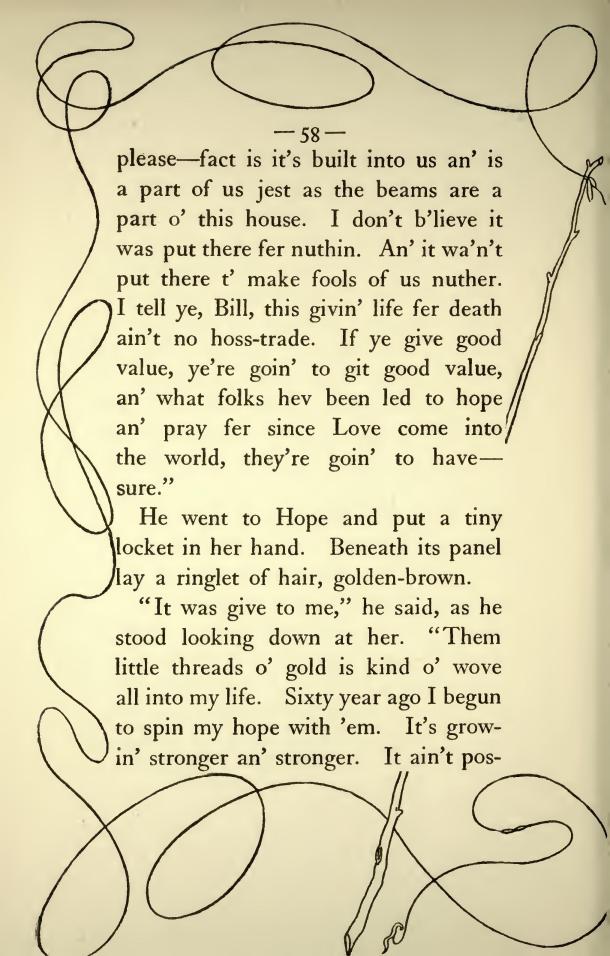 —58—
please—fact is it's built into us an' is
a part of us jest as the beams are a
part o' this house. I don't b'lieve it
was put there fer nuthin. An' it wa'n't
put there t' make fools of us nuther.
I tell ye, Bill, this givin' life fer death
ain't no hoss-trade. If ye give good
value, ye're goin' to git good value,
an' what folks hev been led to hope
an' pray fer since Love come into
the world, they're goin' to have—
sure."
He went to Hope and put a tiny
locket in her hand. Beneath its panel
lay a ringlet of hair, golden-brown.
"It was give to me," he said, as he
stood looking down at her. "Them
little threads o' gold is kind o' wove
all into my life. Sixty year ago I begun
to spin my hope with 'em. It's grow-
in' stronger an' stronger. It ain't pos-